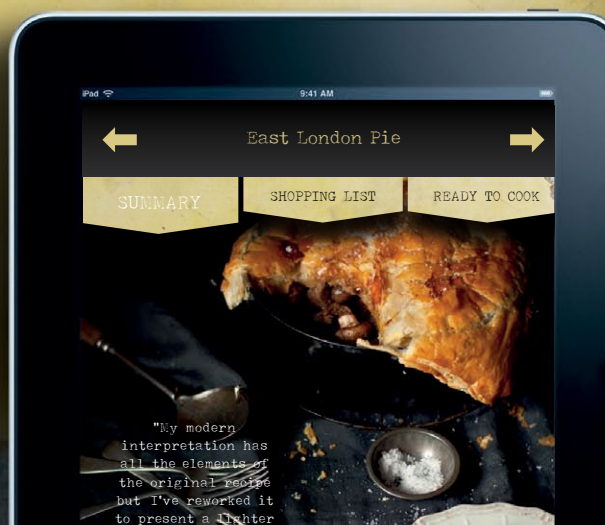 iPad 9:41 AM
East London Pie
SUMMARY SHOPPING LIST READY TO COOK
"My modern
interpretation has
all the elements of
the original recipe
but I've reworked it
to present a lighter